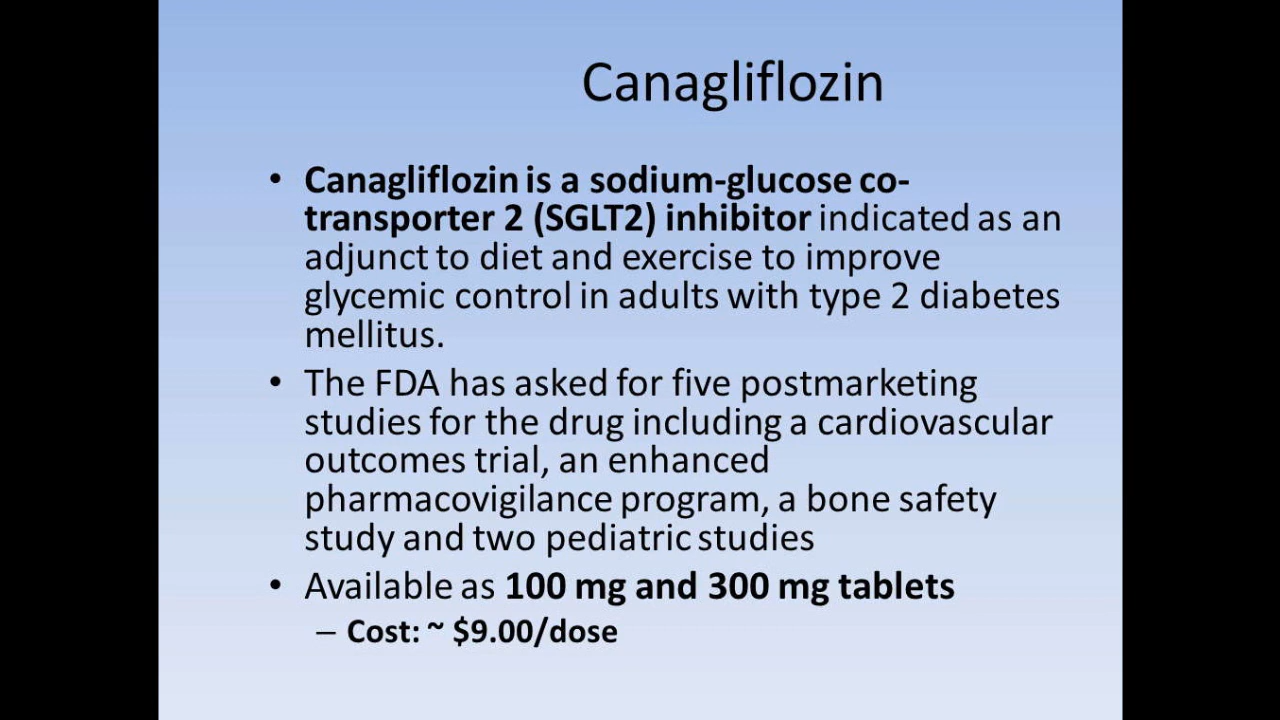 Canagliflozin
• Canagliflozin is a sodium-glucose co-
transporter 2 (SGLT2) inhibitor indicated as an
adjunct to diet and exercise to improve
glycemic control in adults with type 2 diabetes
mellitus.
• The FDA has asked for five postmarketing
studies for the drug including a cardiovascular
outcomes trial, an enhanced
pharmacovigilance program, a bone safety
study and two pediatric studies
• Available as 100 mg and 300 mg tablets
– Cost: ~ $9.00/dose